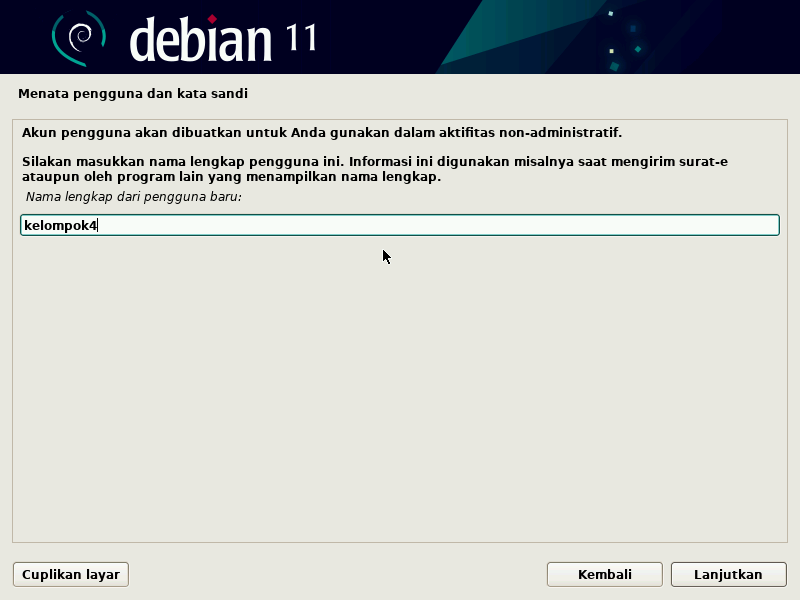 debian 11
Menata pengguna dan kata sandi
Akun pengguna akan dibuatkan untuk Anda gunakan dalam aktifitas non-administratif.
Silakan masukkan nama lengkap pengguna ini. Informasi ini digunakan misalnya saat mengirim surat-e
ataupun oleh program lain yang menampilkan nama lengkap.
Nama lengkap dari pengguna baru:
kelompok4
Cuplikan layar
Kembali
Lanjutkan